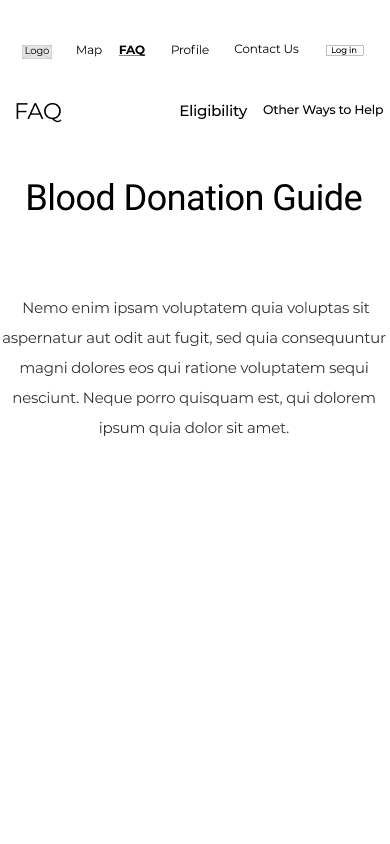 Logo Map FAQ Profile Contact Us Log in
FAQ Eligibility Other Ways to Help
Blood Donation Guide
Nemo enim ipsam voluptatem quia voluptas sit
aspernatur aut odit aut fugit, sed quia consequuntur
magni dolores eos qui ratione voluptatem sequi
nesciunt. Neque porro quisquam est, qui dolorem
ipsum quia dolor sit amet.